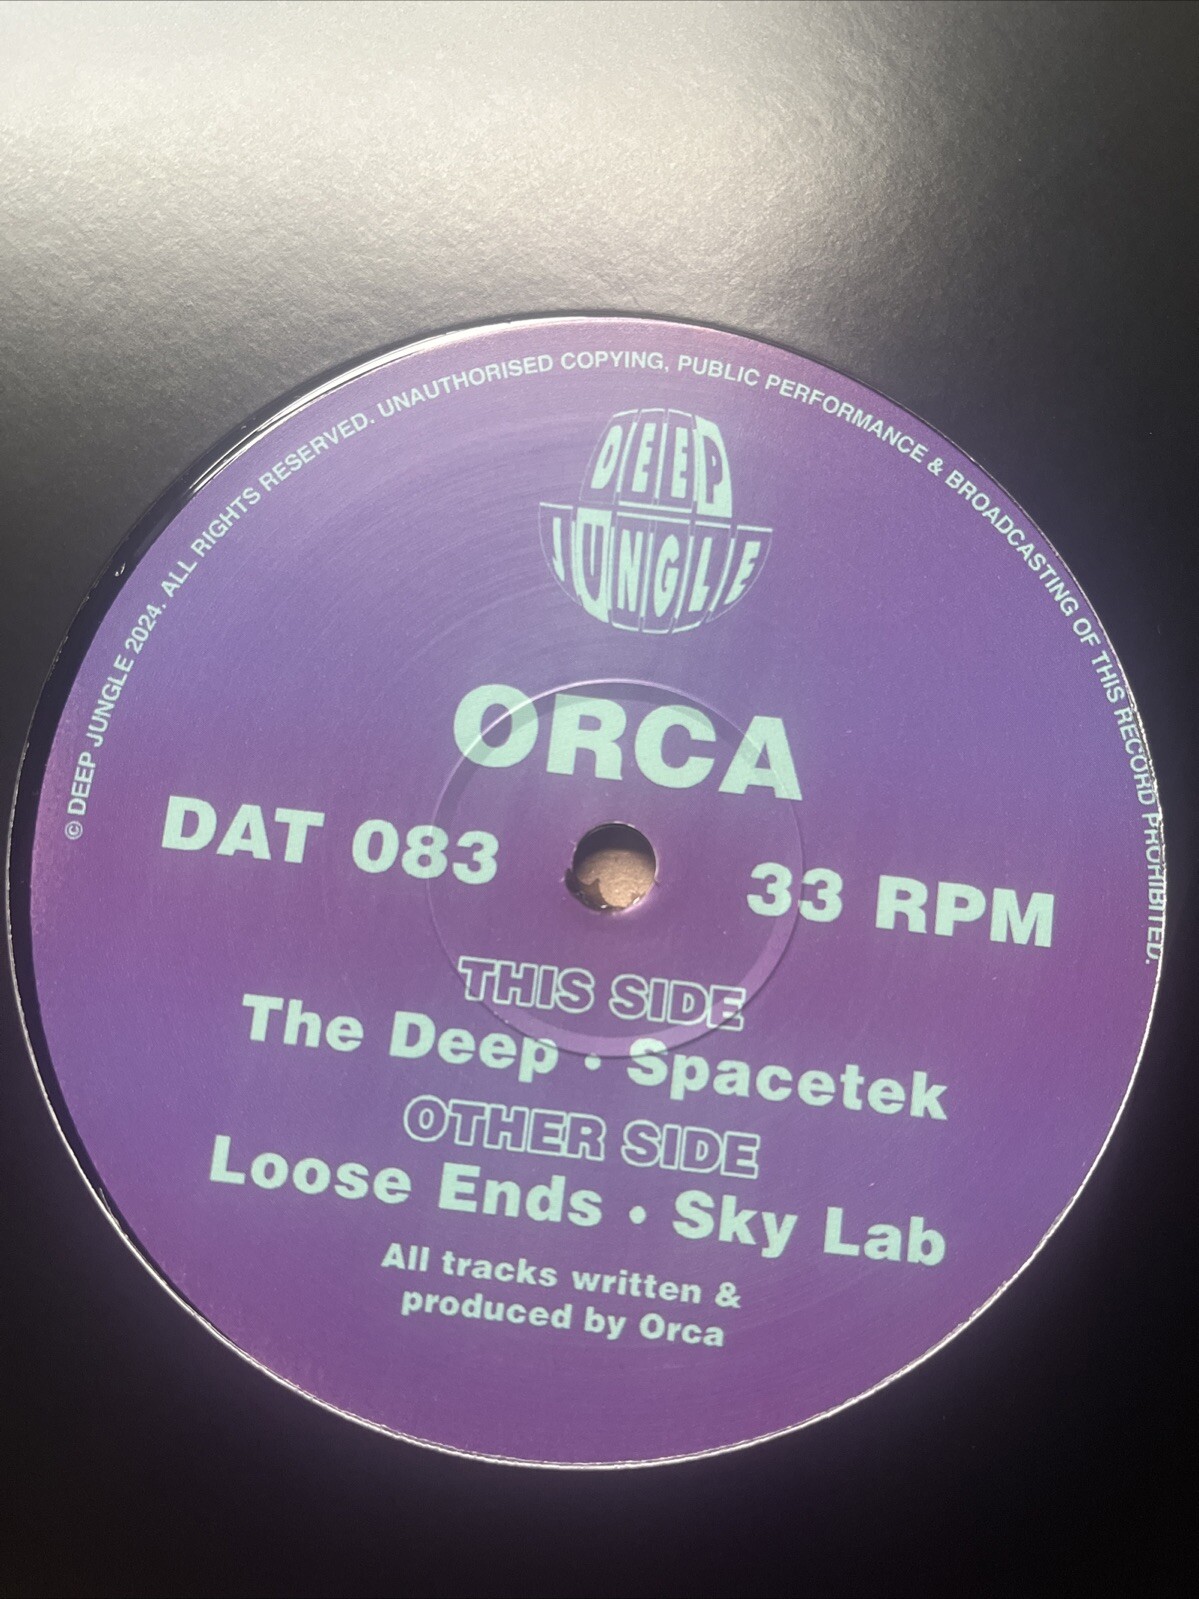 © DEEP JUNGLE 2024. ALL RIGHTS RESERVED. UNAUTHORISED COPYING, PUBLIC PERFORMANCE & BROADCASTING OF THIS RECORD PROHIBITED.
DEEP
JUNGLE
ORCA
DAT 083
33 RPM
THIS SIDE
The Deep • Spacetek
OTHER SIDE
Loose Ends • Sky Lab
All tracks written &
produced by Orca